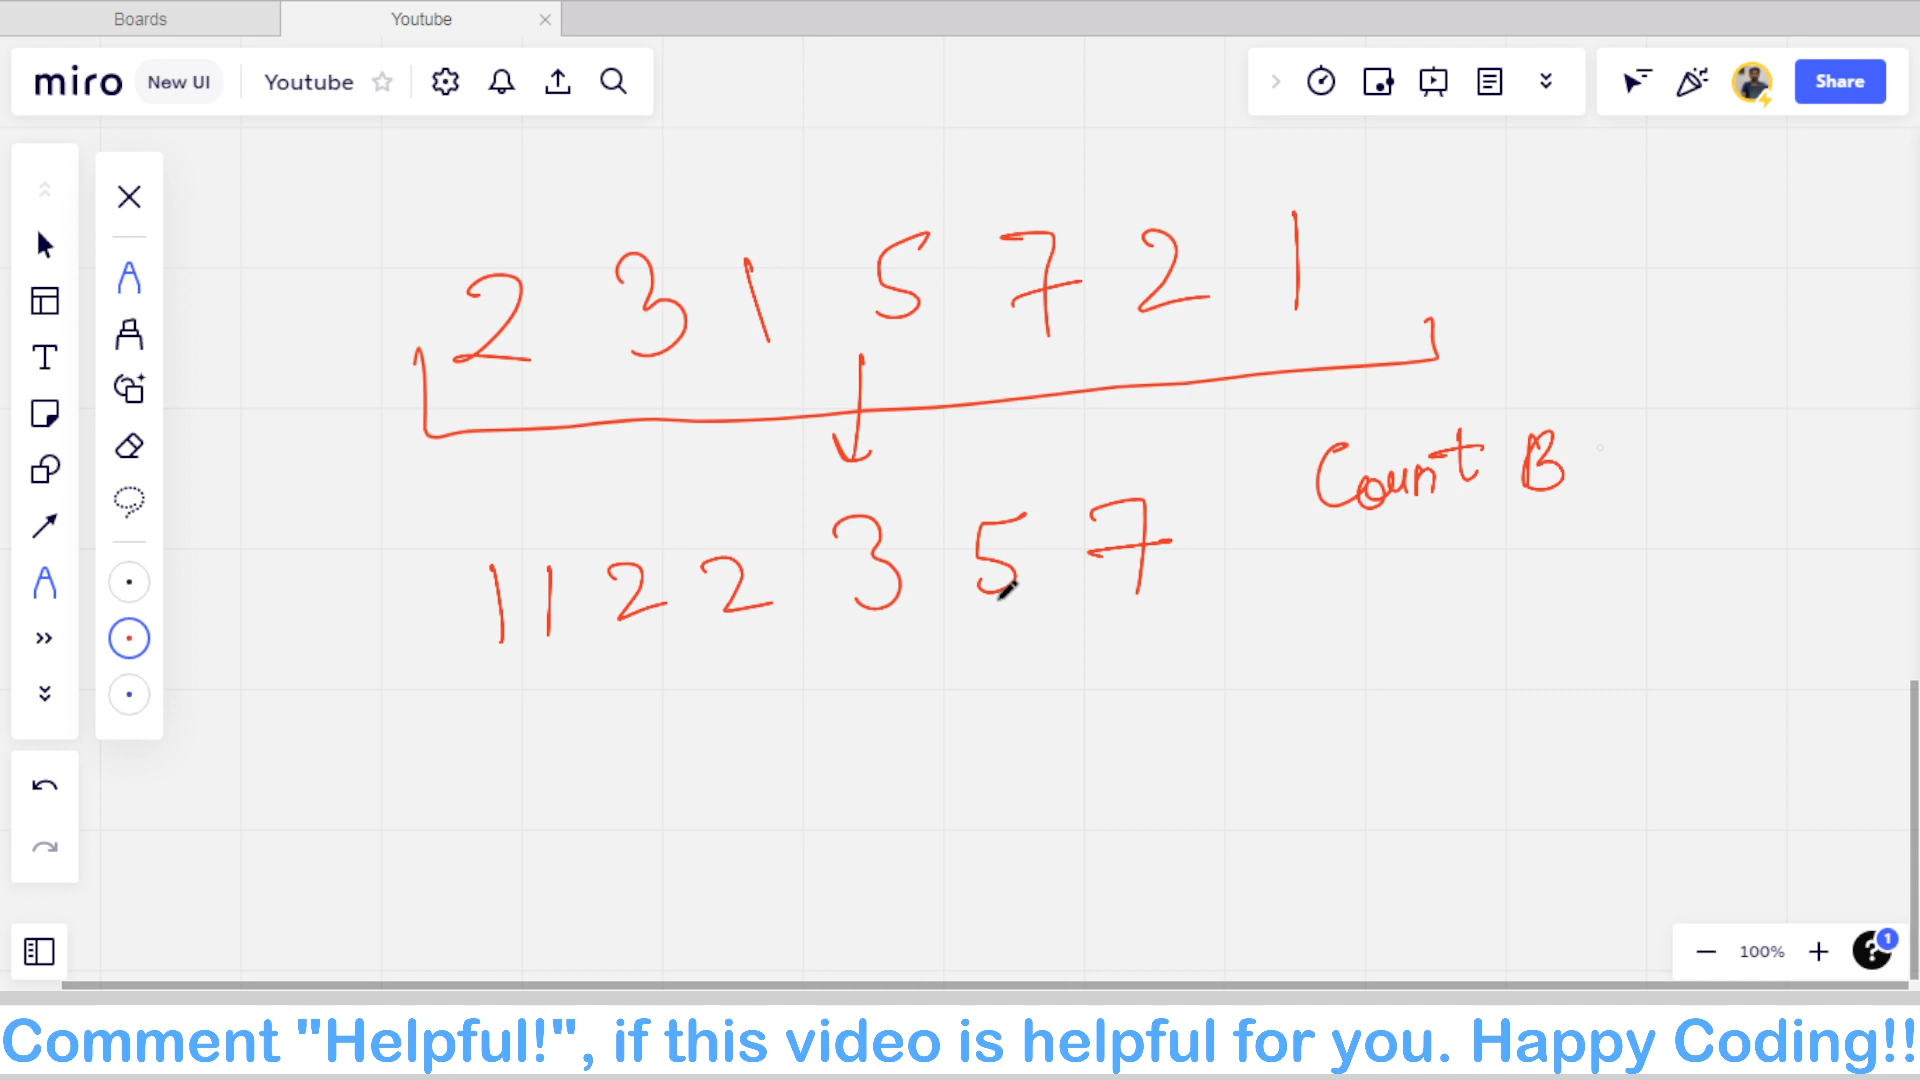 Boards Youtube
miro New UI Youtube Share
2 3 1 5 7 2 1
Count B
1 1 2 2 3 5 7
100% ? 1
Comment "Helpful!", if this video is helpful for you. Happy Coding!!